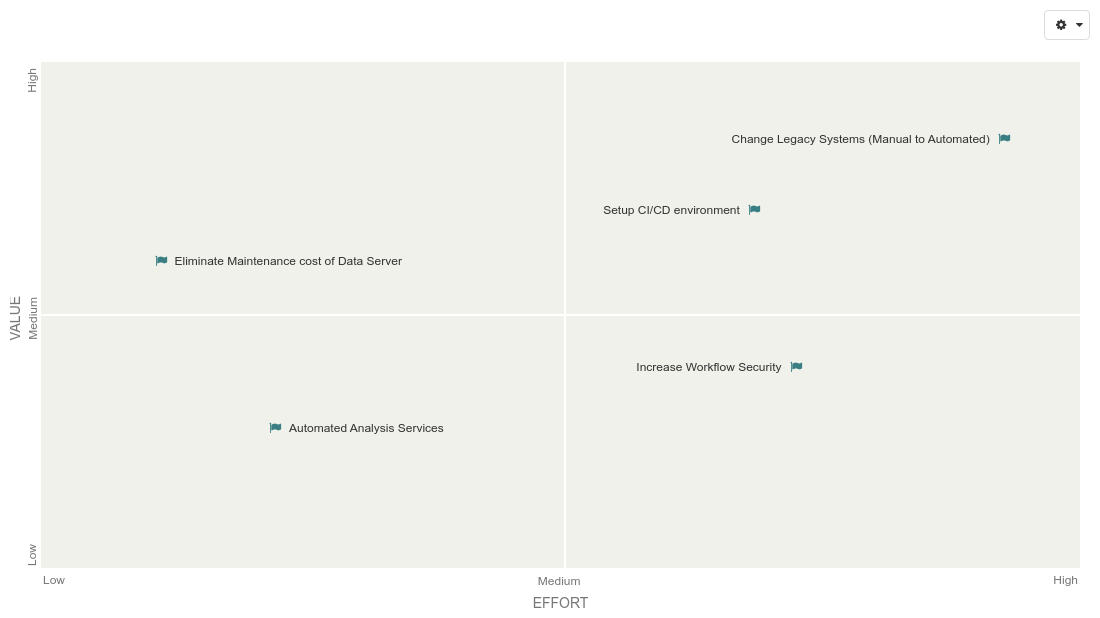 High
Change Legacy Systems (Manual to Automated)
Setup CI/CD environment
Eliminate Maintenance cost of Data Server
VALUE
Medium
Increase Workflow Security
Automated Analysis Services
Low
Low
Medium
High
EFFORT